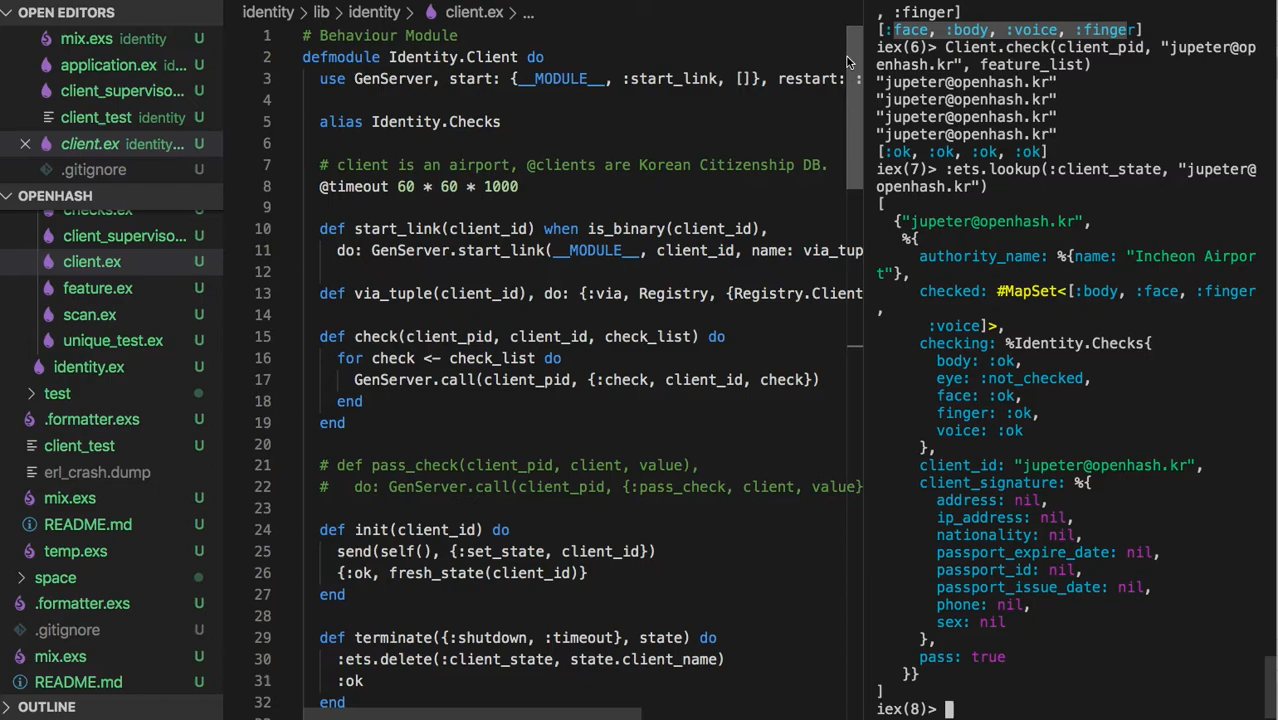 OPEN EDITORS
mix.exs identity U
application.ex id... U
client_superviso... U
client_test identity U
client.ex identity... U
.gitignore
OPENHASH
checks.ex U
client_superviso... U
client.ex U
feature.ex U
scan.ex U
unique_test.ex U
identity.ex U
test
.formatter.exs U
client_test U
erl_crash.dump
mix.exs U
README.md U
temp.exs U
space
.formatter.exs U
.gitignore
mix.exs U
README.md U
OUTLINE
identity > lib > identity > client.ex > ...
1 # Behaviour Module
2 defmodule Identity.Client do
3 use GenServer, start: {__MODULE__, :start_link, []}, restart: :
4
5 alias Identity.Checks
6
7 # client is an airport, @clients are Korean Citizenship DB.
8 @timeout 60 * 60 * 1000
9
10 def start_link(client_id) when is_binary(client_id),
11 do: GenServer.start_link(__MODULE__, client_id, name: via_tup
12
13 def via_tuple(client_id), do: {:via, Registry, {Registry.Client
14
15 def check(client_pid, client_id, check_list) do
16 for check <- check_list do
17 GenServer.call(client_pid, {:check, client_id, check})
18 end
19 end
20
21 # def pass_check(client_pid, client, value),
22 #   do: GenServer.call(client_pid, {:pass_check, client, value}
23
24 def init(client_id) do
25 send(self(), {:set_state, client_id})
26 {:ok, fresh_state(client_id)}
27 end
28
29 def terminate({:shutdown, :timeout}, state) do
30 :ets.delete(:client_state, state.client_name)
31 :ok
32 end
, :finger]
[:face, :body, :voice, :finger]
iex(6)> Client.check(client_pid, "jupeter@op
enhash.kr", feature_list)
"jupeter@openhash.kr"
"jupeter@openhash.kr"
"jupeter@openhash.kr"
"jupeter@openhash.kr"
[:ok, :ok, :ok, :ok]
iex(7)> :ets.lookup(:client_state, "jupeter@
openhash.kr")
[
{"jupeter@openhash.kr",
%{
authority_name: %{name: "Incheon Airpor
t"},
checked: #MapSet<[:body, :face, :finger
,
:voice]>,
checking: %Identity.Checks{
body: :ok,
eye: :not_checked,
face: :ok,
finger: :ok,
voice: :ok
},
client_id: "jupeter@openhash.kr",
client_signature: %{
address: nil,
ip_address: nil,
nationality: nil,
passport_expire_date: nil,
passport_id: nil,
passport_issue_date: nil,
phone: nil,
sex: nil
},
pass: true
}}
]
iex(8)>